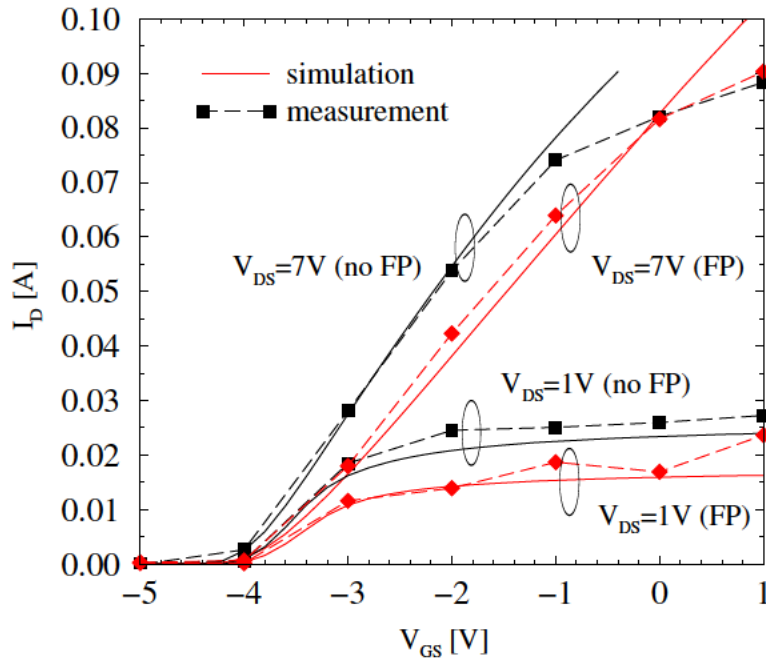 0.10
0.09
0.08
0.07
0.06
0.05
0.04
0.03
0.02
0.01
0.00
I_D [A]
simulation
measurement
V_DS=7V (no FP)
V_DS=7V (FP)
V_DS=1V (no FP)
V_DS=1V (FP)
−5 −4 −3 −2 −1 0 1
V_GS [V]